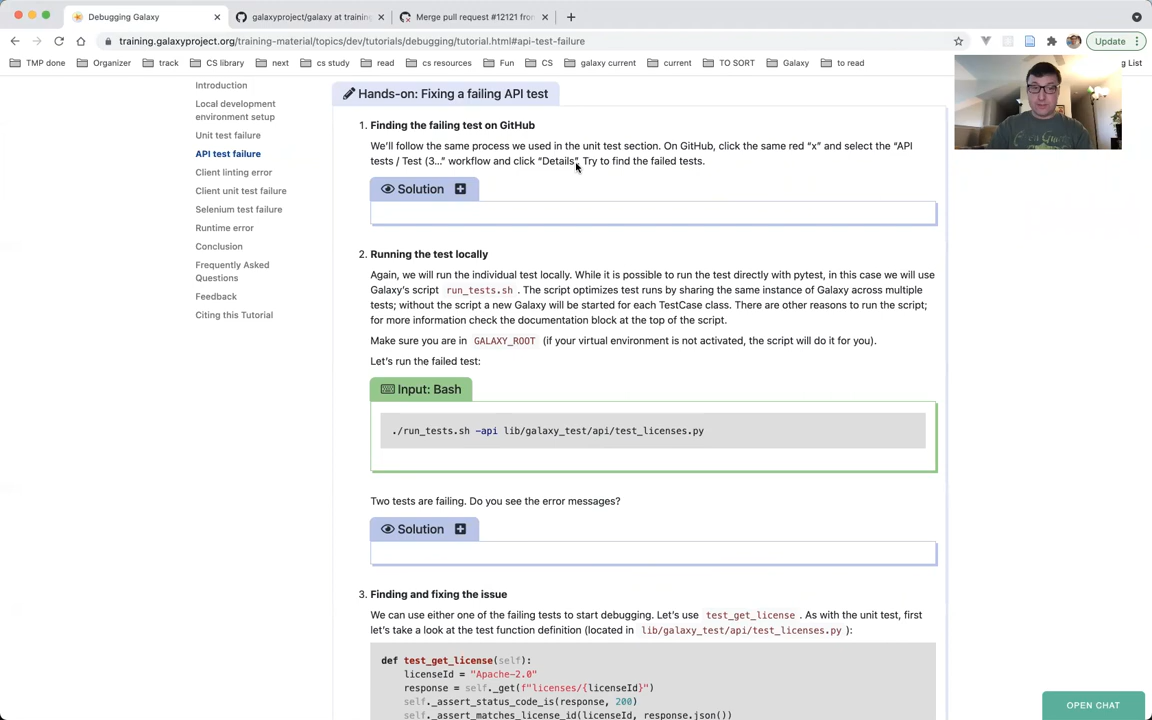 Debugging Galaxy
galaxyproject/galaxy at training
Merge pull request #12121 from
training.galaxyproject.org/training-material/topics/dev/tutorials/debugging/tutorial.html#api-test-failure
Update
TMP done
Organizer
track
CS library
next
cs study
read
cs resources
Fun
CS
galaxy current
current
TO SORT
Galaxy
to read
g List
Introduction
Local development
environment setup
Unit test failure
API test failure
Client linting error
Client unit test failure
Selenium test failure
Runtime error
Conclusion
Frequently Asked
Questions
Feedback
Citing this Tutorial
Hands-on: Fixing a failing API test
1. Finding the failing test on GitHub
We’ll follow the same process we used in the unit test section. On GitHub, click the same red “x” and select the “API
tests / Test (3...” workflow and click “Details”. Try to find the failed tests.
Solution
2. Running the test locally
Again, we will run the individual test locally. While it is possible to run the test directly with pytest, in this case we will use
Galaxy’s script run_tests.sh . The script optimizes test runs by sharing the same instance of Galaxy across multiple
tests; without the script a new Galaxy will be started for each TestCase class. There are other reasons to run the script;
for more information check the documentation block at the top of the script.
Make sure you are in GALAXY_ROOT (if your virtual environment is not activated, the script will do it for you).
Let’s run the failed test:
Input: Bash
./run_tests.sh -api lib/galaxy_test/api/test_licenses.py
Two tests are failing. Do you see the error messages?
Solution
3. Finding and fixing the issue
We can use either one of the failing tests to start debugging. Let’s use test_get_license . As with the unit test, first
let’s take a look at the test function definition (located in lib/galaxy_test/api/test_licenses.py ):
def test_get_license(self):
licenseId = "Apache-2.0"
response = self._get(f"licenses/{licenseId}")
self._assert_status_code_is(response, 200)
self._assert_matches_license_id(licenseId, response.json())
OPEN CHAT